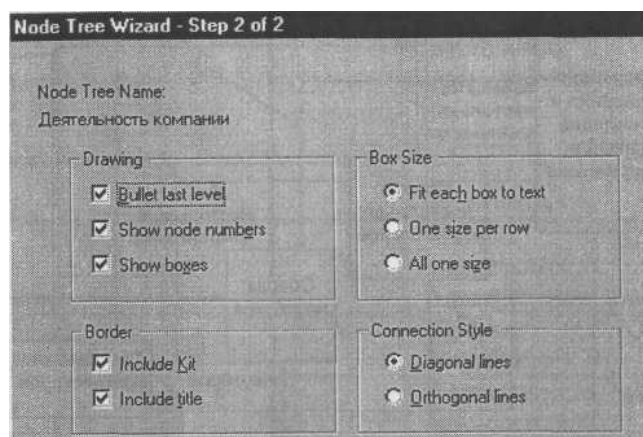 Node Tree Wizard - Step 2 of 2
Node Tree Name:
Деятельность компании
Drawing
Bullet last level
Show node numbers
Show boxes
Box Size
Fit each box to text
One size per row
All one size
Border
Include Kit
Include title
Connection Style
Diagonal lines
Orthogonal lines